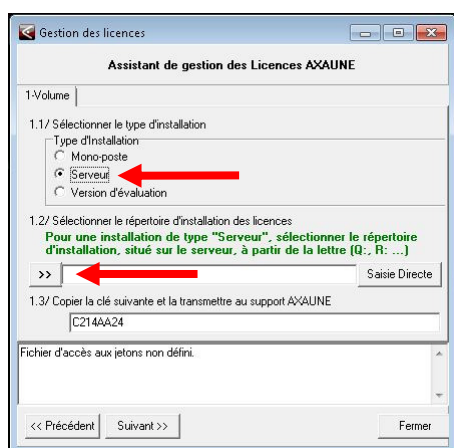 Gestion des licences
Assistant de gestion des Licences AXAUNE
1-Volume
1.1/ Sélectionner le type d'installation
Type d'Installation
Mono-poste
Serveur
Version d'évaluation
1.2/ Sélectionner le répertoire d'installation des licences
Pour une installation de type "Serveur", sélectionner le répertoire
d'installation, situé sur le serveur, à partir de la lettre (Q:, R: ...)
>> Saisie Directe
1.3/ Copier la clé suivante et la transmettre au support AXAUNE
C214AA24
Fichier d'accès aux jetons non défini.
<< Précédent Suivant >> Fermer